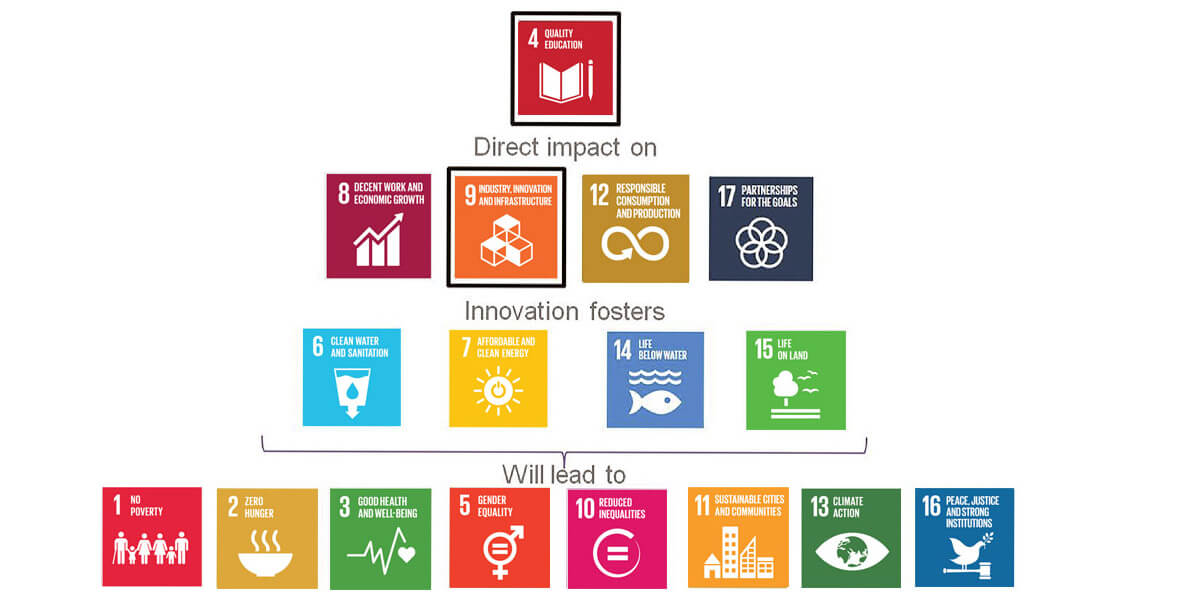 4 QUALITY
EDUCATION
Direct impact on
8 DECENT WORK AND
ECONOMIC GROWTH
9 INDUSTRY, INNOVATION
AND INFRASTRUCTURE
12 RESPONSIBLE
CONSUMPTION
AND PRODUCTION
17 PARTNERSHIPS
FOR THE GOALS
Innovation fosters
6 CLEAN WATER
AND SANITATION
7 AFFORDABLE AND
CLEAN ENERGY
14 LIFE
BELOW WATER
15 LIFE
ON LAND
Will lead to
1 NO
POVERTY
2 ZERO
HUNGER
3 GOOD HEALTH
AND WELL-BEING
5 GENDER
EQUALITY
10 REDUCED
INEQUALITIES
11 SUSTAINABLE CITIES
AND COMMUNITIES
13 CLIMATE
ACTION
16 PEACE, JUSTICE
AND STRONG
INSTITUTIONS